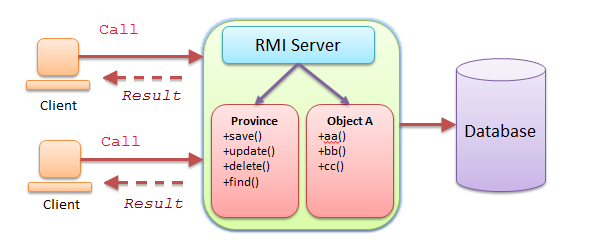 Call
Result
Client
Call
Result
Client
RMI Server
Province
+save()
+update()
+delete()
+find()
Object A
+aa()
+bb()
+cc()
Database